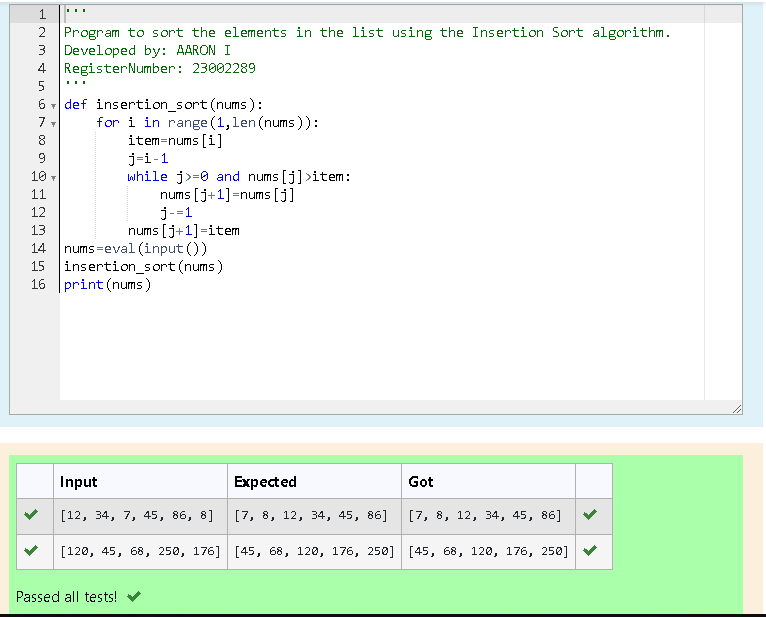 1 '''
2 Program to sort the elements in the list using the Insertion Sort algorithm.
3 Developed by: AARON I
4 RegisterNumber: 23002289
5 '''
6 def insertion_sort(nums):
7     for i in range(1,len(nums)):
8         item=nums[i]
9         j=i-1
10         while j>=0 and nums[j]>item:
11             nums[j+1]=nums[j]
12             j-=1
13         nums[j+1]=item
14 nums=eval(input())
15 insertion_sort(nums)
16 print(nums)
Input Expected Got
[12, 34, 7, 45, 86, 8] [7, 8, 12, 34, 45, 86] [7, 8, 12, 34, 45, 86]
[120, 45, 68, 250, 176] [45, 68, 120, 176, 250] [45, 68, 120, 176, 250]
Passed all tests!